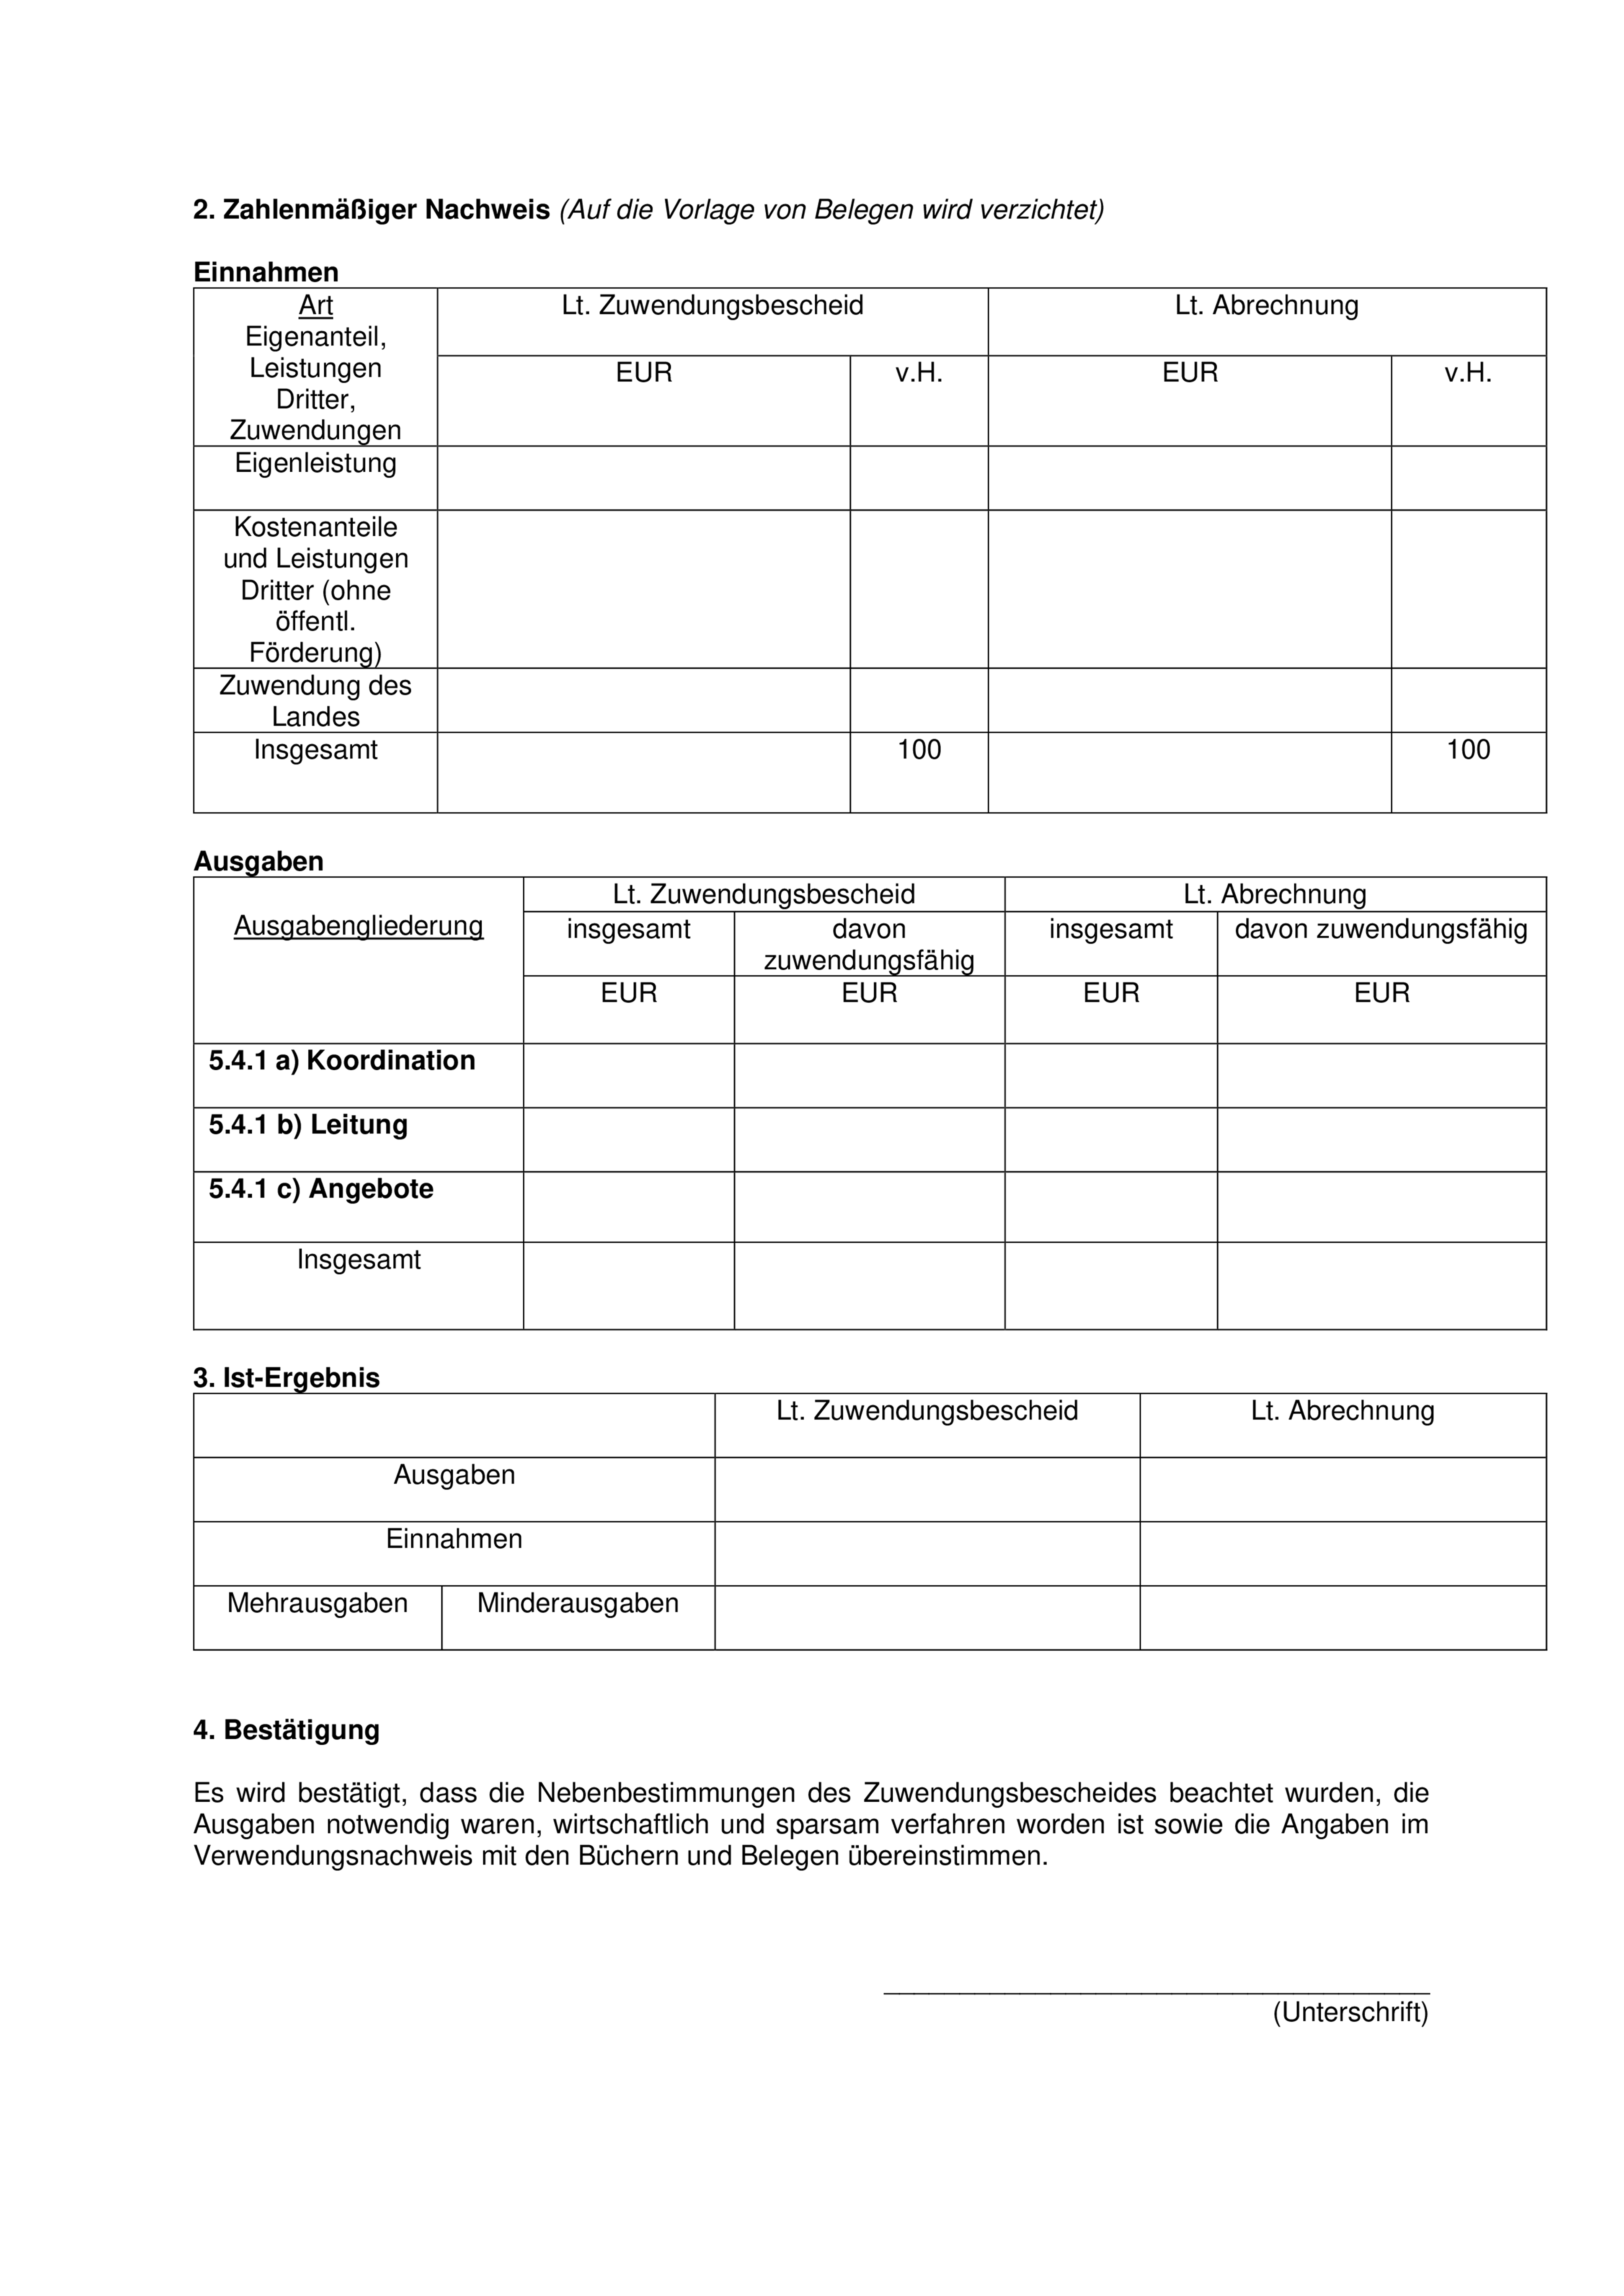 2. Zahlenmäßiger Nachweis (Auf die Vorlage von Belegen wird verzichtet)
Einnahmen
Art
Eigenanteil,
Leistungen
Dritter,
Zuwendungen
Lt. Zuwendungsbescheid
Lt. Abrechnung
EUR
v.H.
EUR
v.H.
Eigenleistung
Kostenanteile
und Leistungen
Dritter (ohne
öffentl.
Förderung)
Zuwendung des
Landes
Insgesamt
100
100
Ausgaben
Ausgabengliederung
Lt. Zuwendungsbescheid
Lt. Abrechnung
insgesamt
davon
zuwendungsfähig
insgesamt
davon zuwendungsfähig
EUR
EUR
EUR
EUR
5.4.1 a) Koordination
5.4.1 b) Leitung
5.4.1 c) Angebote
Insgesamt
3. Ist-Ergebnis
Lt. Zuwendungsbescheid
Lt. Abrechnung
Ausgaben
Einnahmen
Mehrausgaben
Minderausgaben
4. Bestätigung
Es wird bestätigt, dass die Nebenbestimmungen des Zuwendungsbescheides beachtet wurden, die
Ausgaben notwendig waren, wirtschaftlich und sparsam verfahren worden ist sowie die Angaben im
Verwendungsnachweis mit den Büchern und Belegen übereinstimmen.
(Unterschrift)